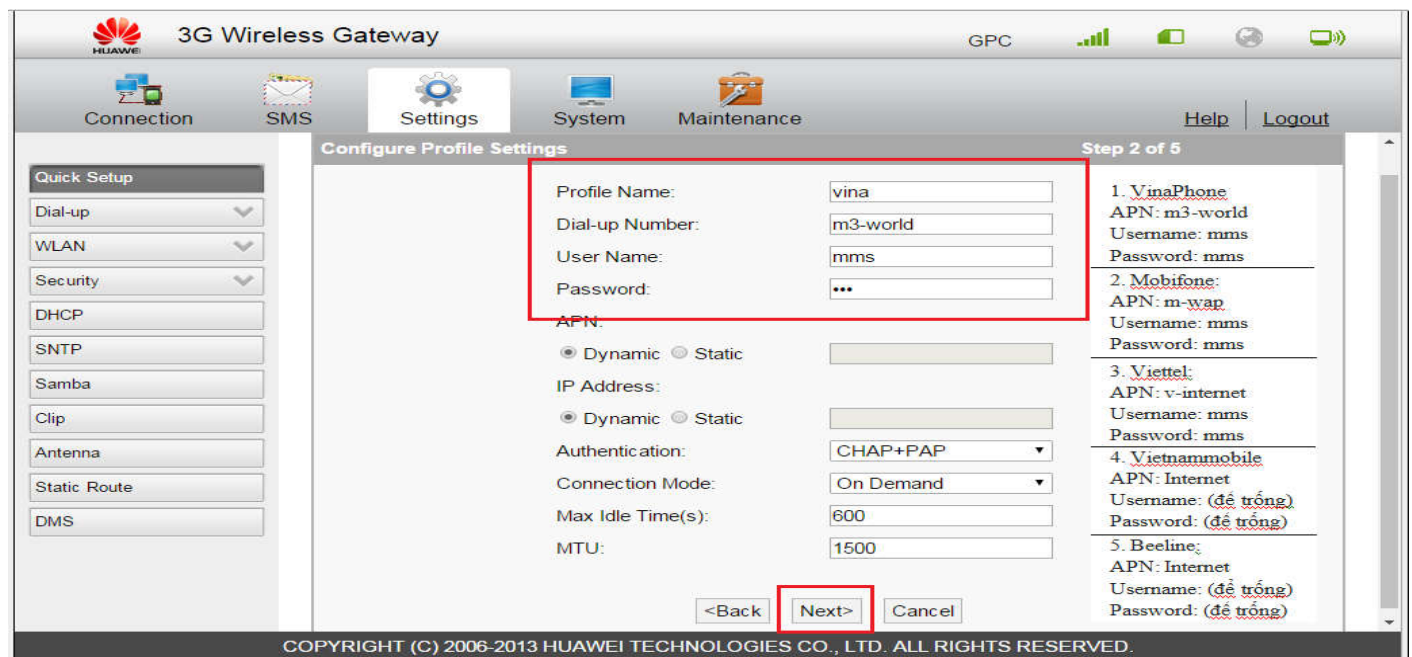 HUAWEI
3G Wireless Gateway
GPC
Connection
SMS
Settings
System
Maintenance
Help
Logout
Configure Profile Settings
Step 2 of 5
Quick Setup
Dial-up
WLAN
Security
DHCP
SNTP
Samba
Clip
Antenna
Static Route
DMS
Profile Name: vina
Dial-up Number: m3-world
User Name: mms
Password: •••
APN:
Dynamic Static
IP Address:
Dynamic Static
Authentication: CHAP+PAP
Connection Mode: On Demand
Max Idle Time(s): 600
MTU: 1500
<Back Next> Cancel
1. VinaPhone
APN: m3-world
Username: mms
Password: mms
2. Mobifone:
APN: m-wap
Username: mms
Password: mms
3. Viettel:
APN: v-internet
Username: mms
Password: mms
4. Vietnammobile
APN: Internet
Username: (để trống)
Password: (để trống)
5. Beeline:
APN: Internet
Username: (để trống)
Password: (để trống)
COPYRIGHT (C) 2006-2013 HUAWEI TECHNOLOGIES CO., LTD. ALL RIGHTS RESERVED.